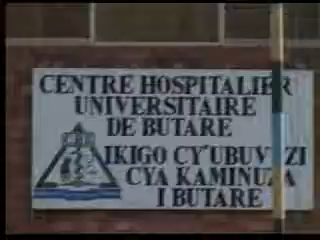 CENTRE HOSPITALIER
UNIVERSITAIRE
DE BUTARE
IKIGO CY'UBUVUZI
CYA KAMINUZA
I BUTARE